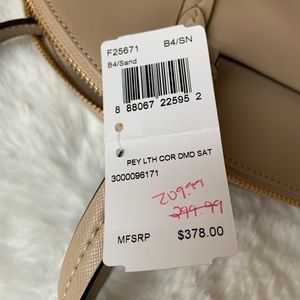 F25671 B4/SN
B4/Sand
8 88067 22595 2
PEY LTH COR DMD SAT
3000096171
209.99
299.99
MFSRP $378.00